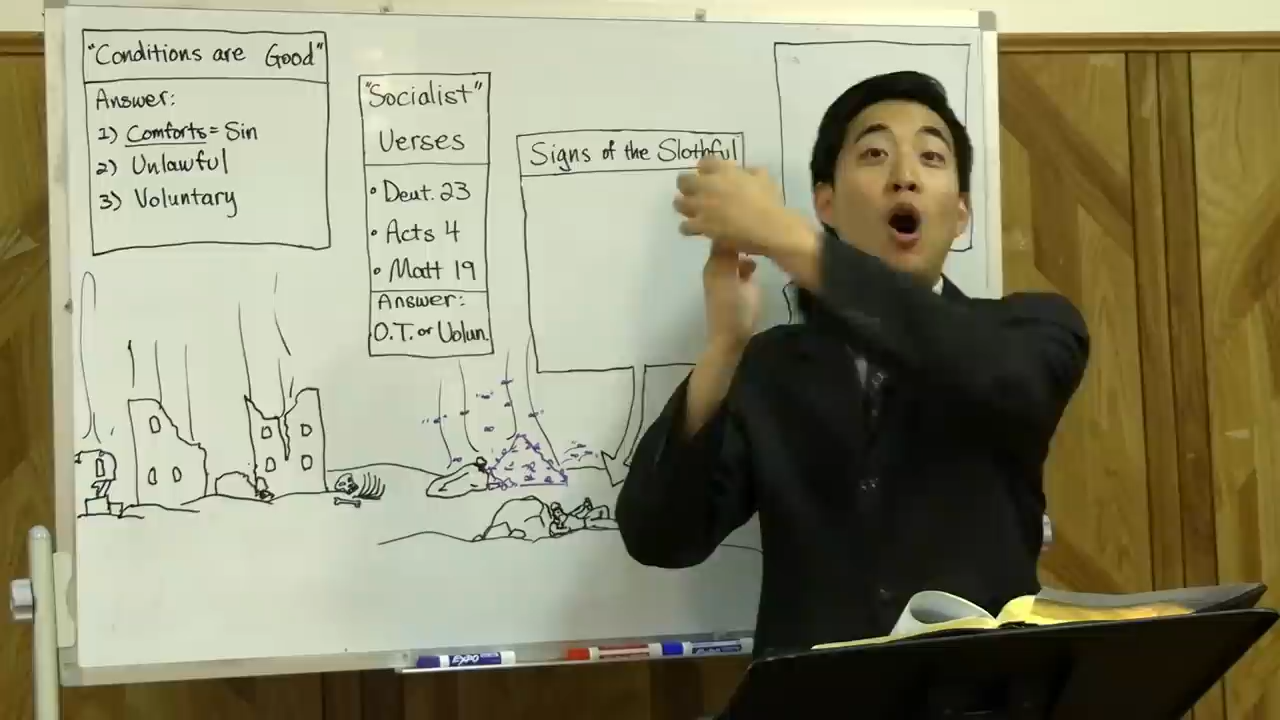 "Conditions are Good"
Answer:
1) Comforts = Sin
2) Unlawful
3) Voluntary
"Socialist"
Verses
• Deut. 23
• Acts 4
• Matt 19
Answer:
O.T. or Volun.
Signs of the Slothful
EXPO